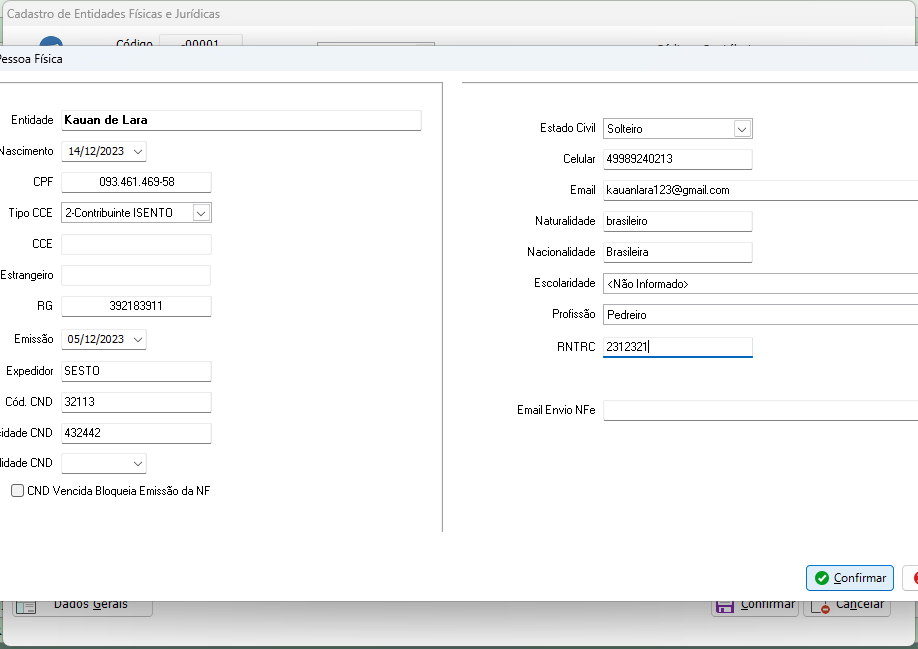 Cadastro de Entidades Físicas e Jurídicas
Código -00001
Pessoa Física
Entidade Kauan de Lara
Nascimento 14/12/2023
CPF 093.461.469-58
Tipo CCE 2-Contribuinte ISENTO
CCE
Estrangeiro
RG 392183911
Emissão 05/12/2023
Expedidor SESTO
Cód. CND 32113
cidade CND 432442
lidade CND
CND Vencida Bloqueia Emissão da NF
Estado Civil Solteiro
Celular 49989240213
Email kauanlara123@gmail.com
Naturalidade brasileiro
Nacionalidade Brasileira
Escolaridade <Não Informado>
Profissão Pedreiro
RNTRC 2312321
Email Envio NFe
Confirmar
Dados Gerais Confirmar Cancelar